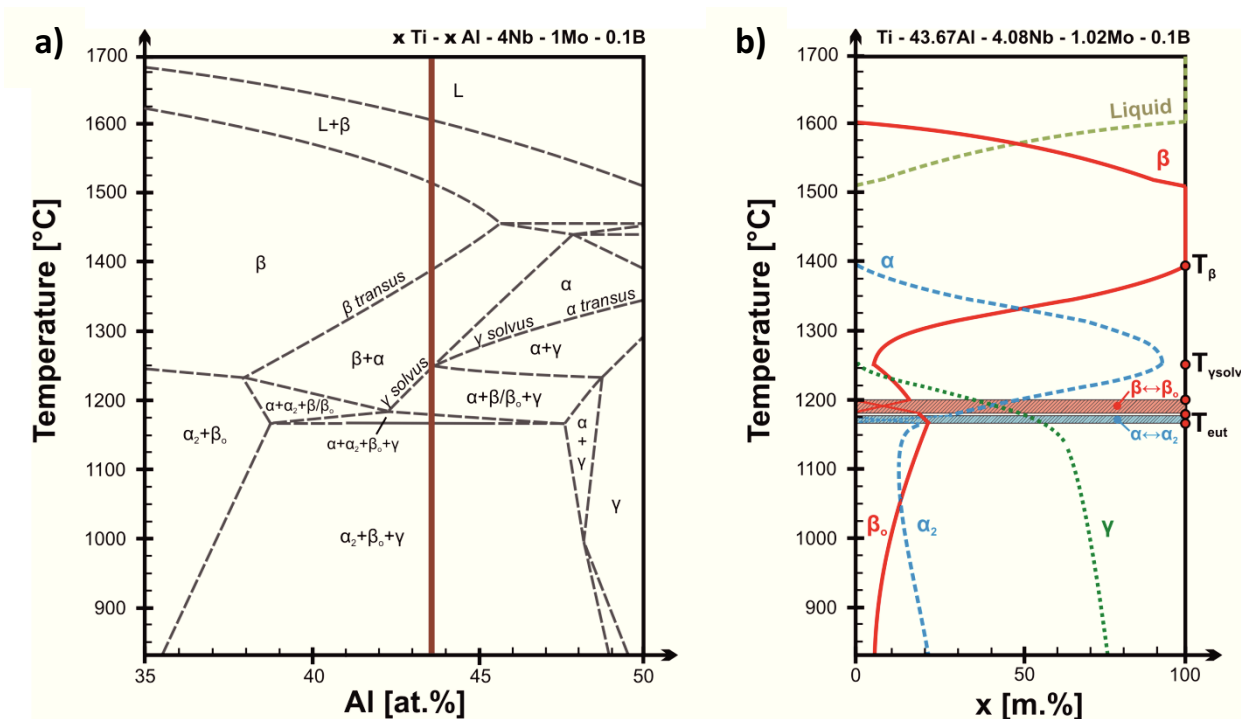 a)
x Ti - x Al - 4Nb - 1Mo - 0.1B
Temperature [°C]
1700
1600
1500
1400
1300
1200
1100
1000
900
L
L+β
β
β transus
α
γ solvus
α transus
β+α
γ solvus
α+γ
α+α₂+β/β₀
α+β/β₀+γ
α₂+β₀
α+α₂+β₀+γ
α
+
γ
γ
α₂+β₀+γ
35
40
45
50
Al [at.%]
b)
Ti - 43.67Al - 4.08Nb - 1.02Mo - 0.1B
Temperature [°C]
1700
1600
1500
1400
1300
1200
1100
1000
900
Liquid
β
α
Tβ
Tγsolv
β↔β₀
α↔α₂
Teut
β₀
α₂
γ
0
50
100
x [m.%]